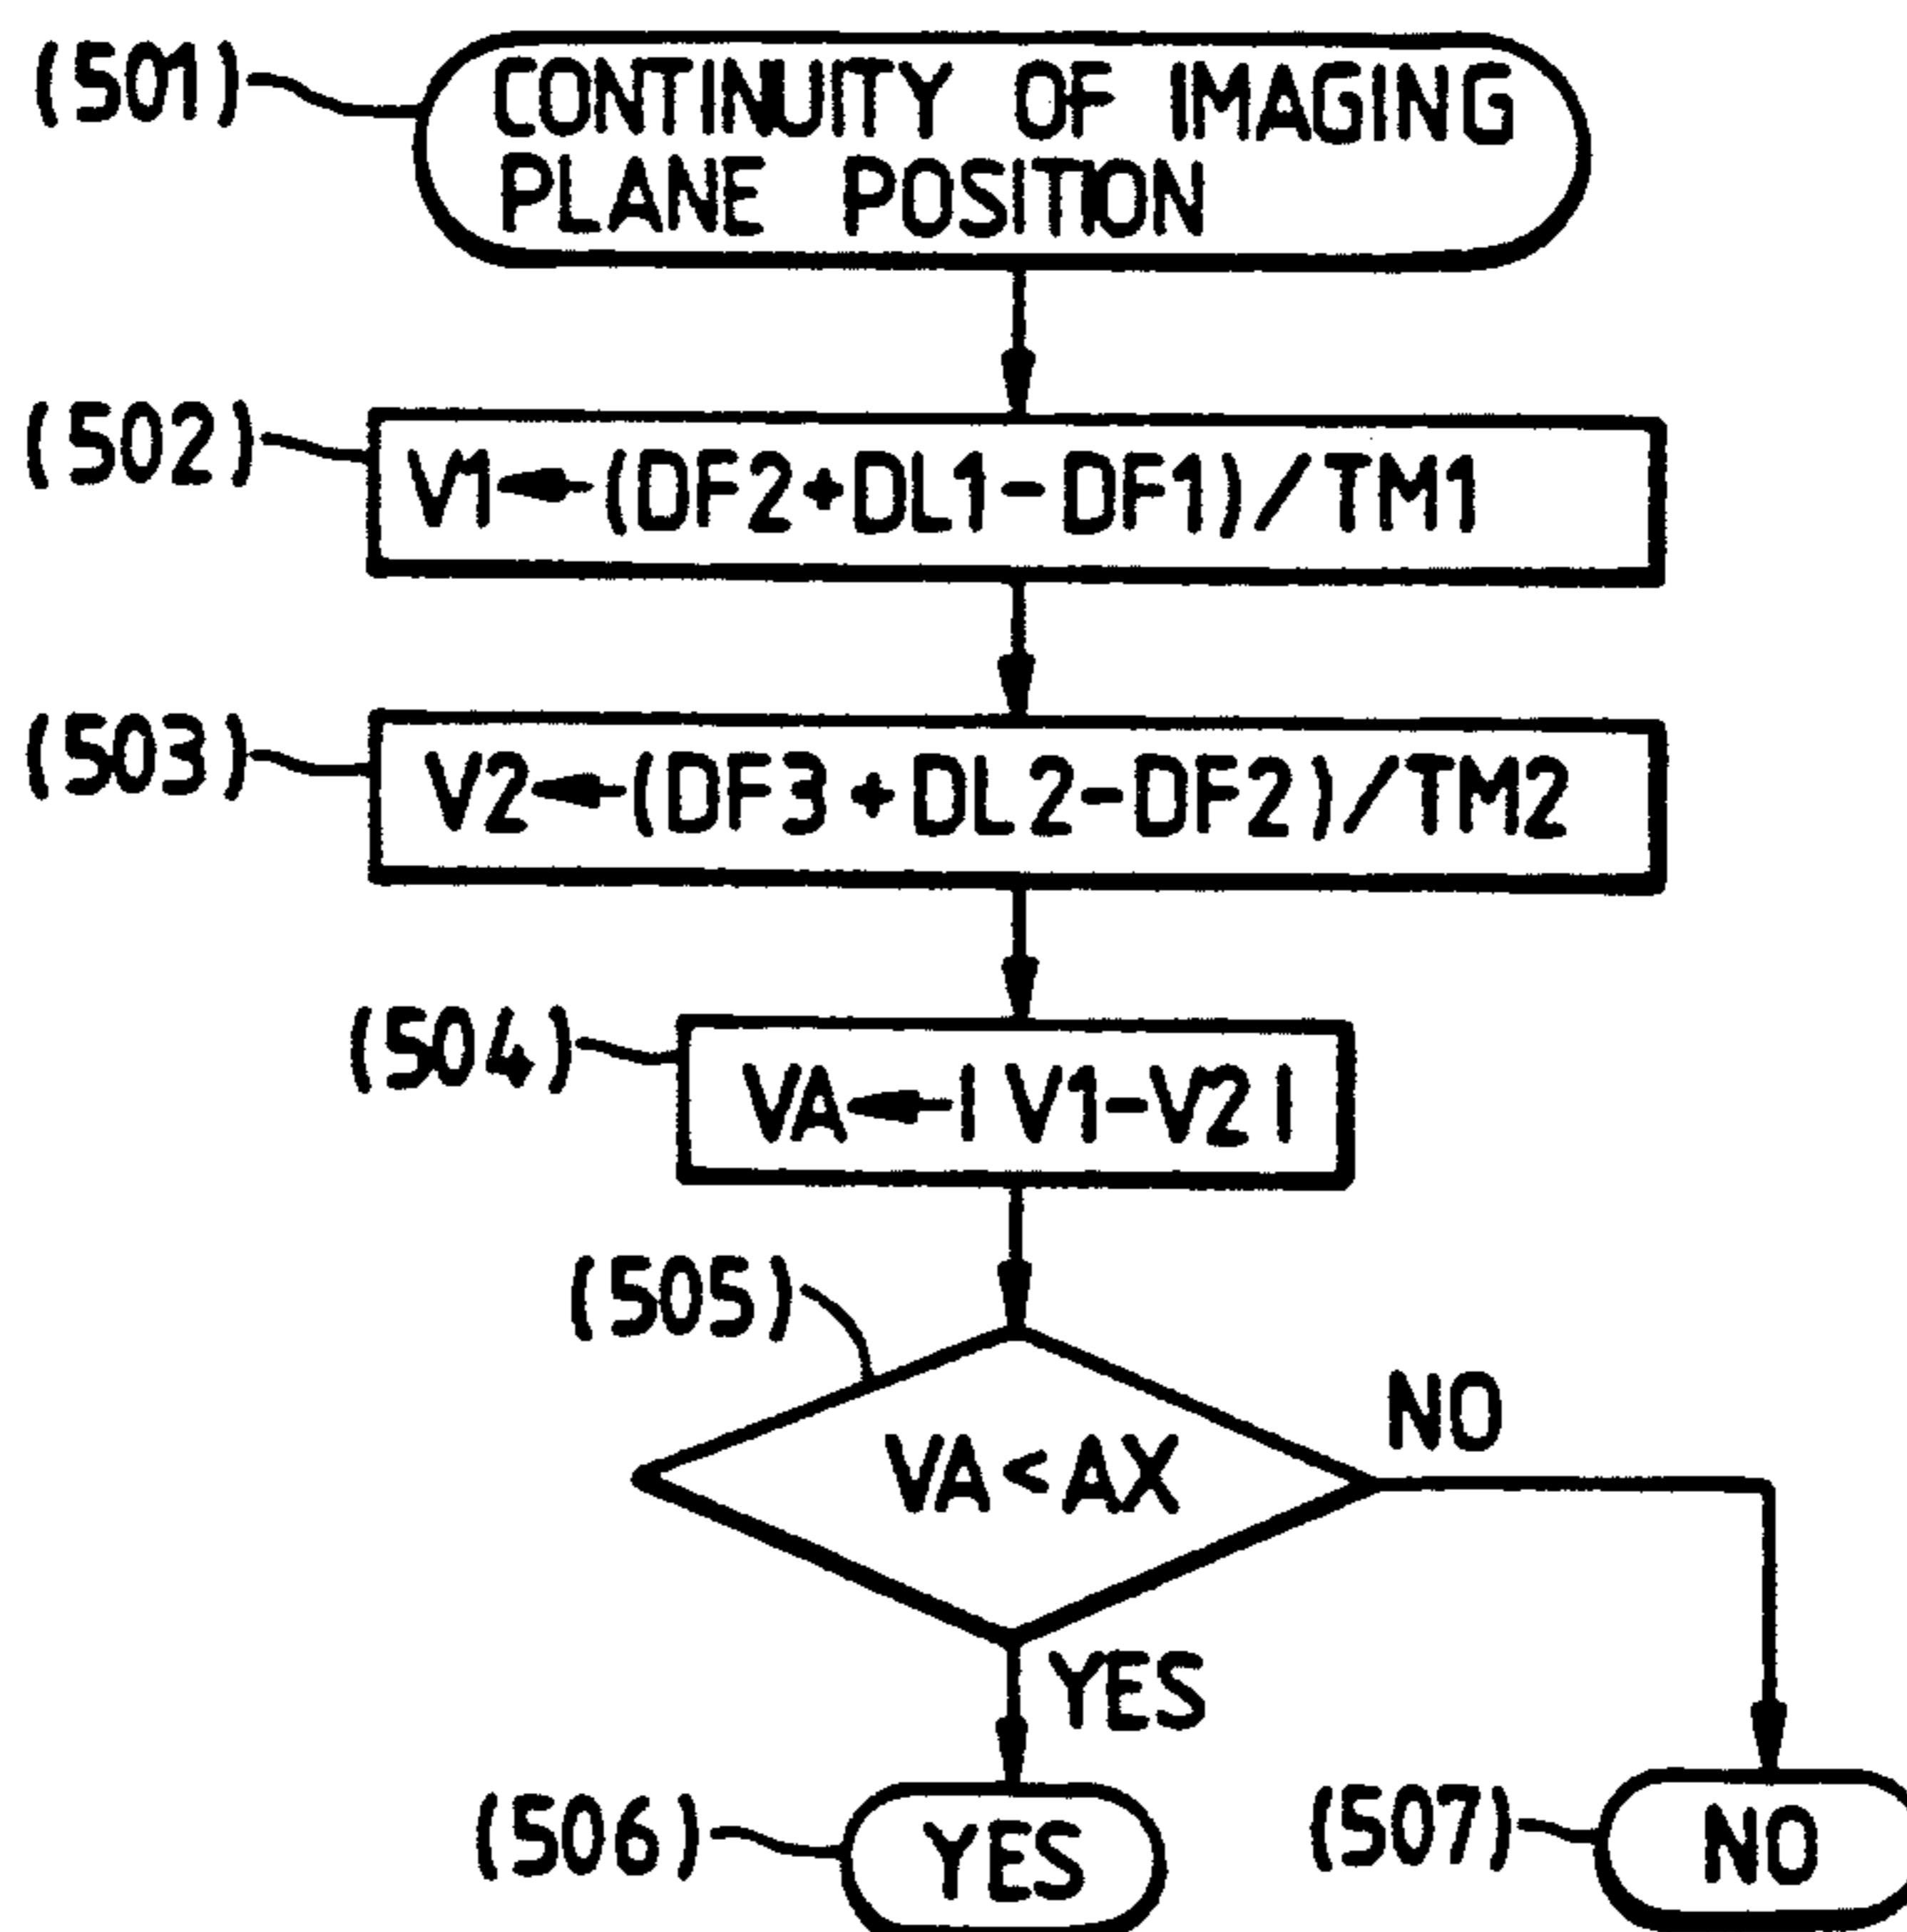 (501)
CONTINUITY OF IMAGING
PLANE POSITION
(502)
V1←(DF2+DL1-DF1)/TM1
(503)
V2←(DF3+DL2-DF2)/TM2
(504)
VA←|V1-V2|
(505)
VA<AX
NO
YES
(506)
YES
(507)
NO